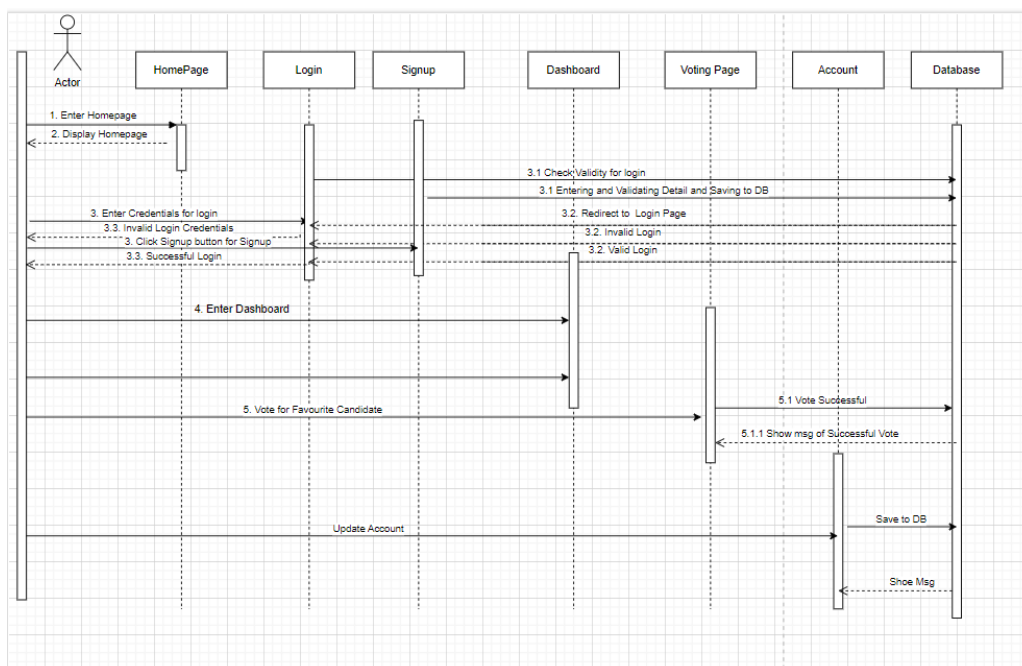 Actor
HomePage
Login
Signup
Dashboard
Voting Page
Account
Database
1. Enter Homepage
2. Display Homepage
3.1 Check Validity for login
3.1 Entering and Validating Detail and Saving to DB
3. Enter Credentials for login
3.2. Redirect to Login Page
3.3. Invalid Login Credentials
3.2. Invalid Login
3. Click Signup button for Signup
3.2. Valid Login
3.3. Successful Login
4. Enter Dashboard
5. Vote for Favourite Candidate
5.1 Vote Successful
5.1.1 Show msg of Successful Vote
Update Account
Save to DB
Shoe Msg